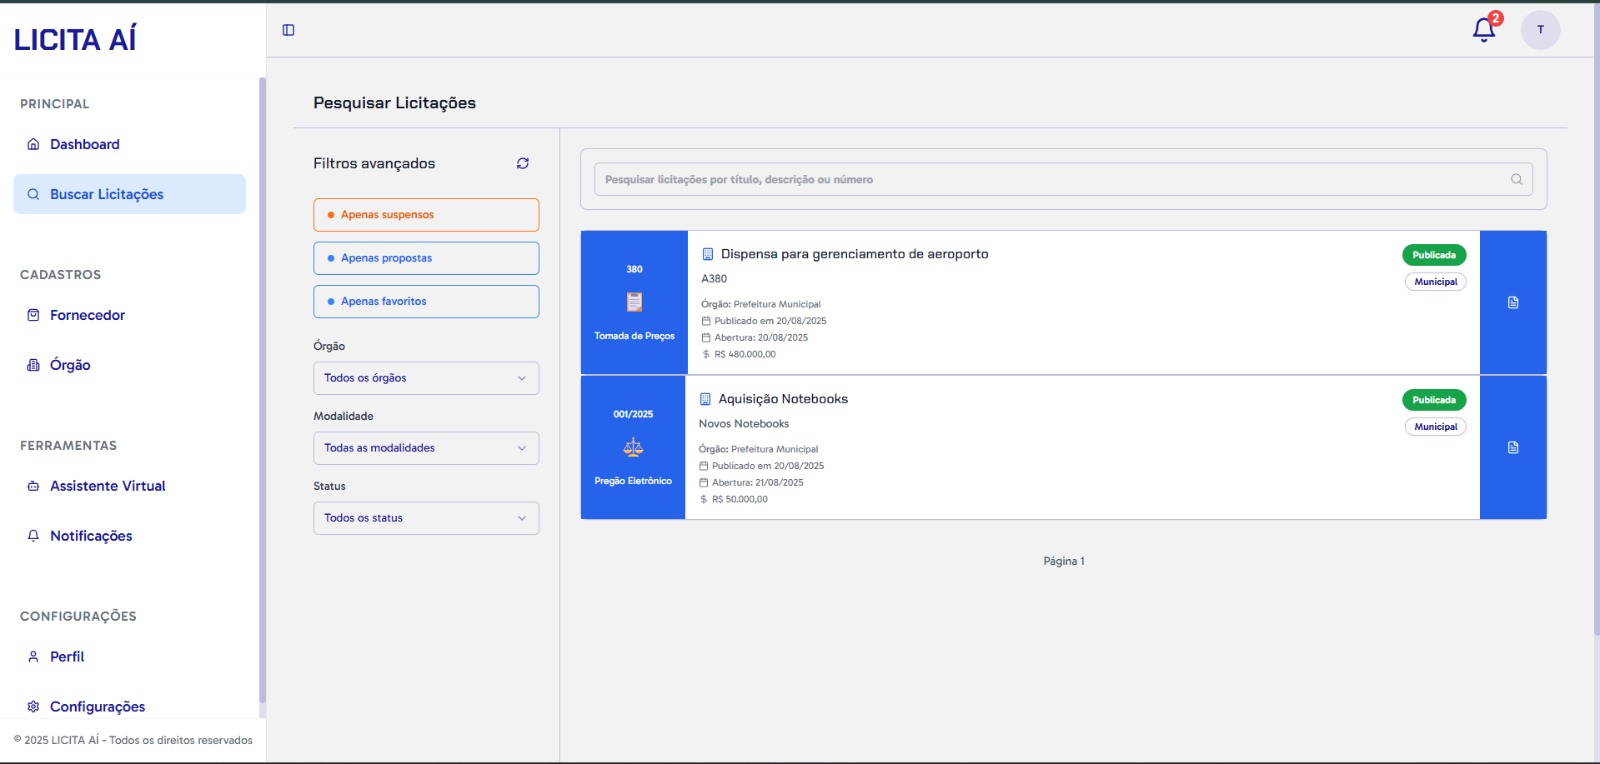 LICITA AÍ
PRINCIPAL
Dashboard
Buscar Licitações
CADASTROS
Fornecedor
Órgão
FERRAMENTAS
Assistente Virtual
Notificações
CONFIGURAÇÕES
Perfil
Configurações
© 2025 LICITA AÍ - Todos os direitos reservados
2
T
Pesquisar Licitações
Filtros avançados
Apenas suspensos
Apenas propostas
Apenas favoritos
Órgão
Todos os órgãos
Modalidade
Todas as modalidades
Status
Todos os status
Pesquisar licitações por título, descrição ou número
380
Tomada de Preços
Dispensa para gerenciamento de aeroporto
A380
Órgão: Prefeitura Municipal
Publicado em 20/08/2025
Abertura: 20/08/2025
R$ 480.000,00
Publicada
Municipal
001/2025
Pregão Eletrônico
Aquisição Notebooks
Novos Notebooks
Órgão: Prefeitura Municipal
Publicado em 20/08/2025
Abertura: 21/08/2025
R$ 50.000,00
Publicada
Municipal
Página 1